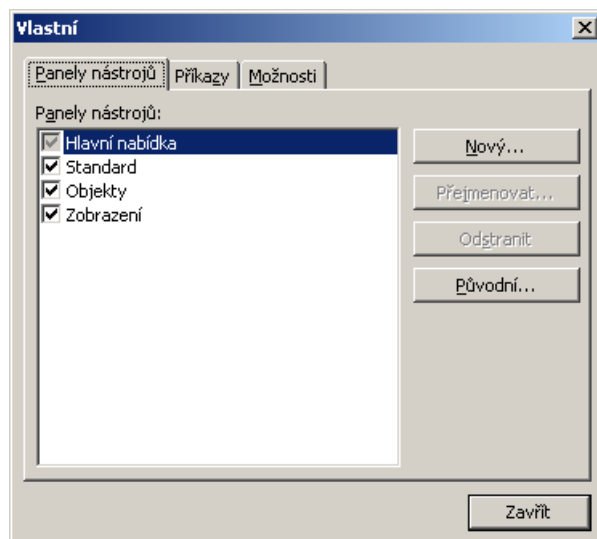 Vlastní
Panely nástrojů Příkazy Možnosti
Panely nástrojů:
Hlavní nabídka
Standard
Objekty
Zobrazení
Nový...
Přejmenovat...
Odstranit
Původní...
Zavřít